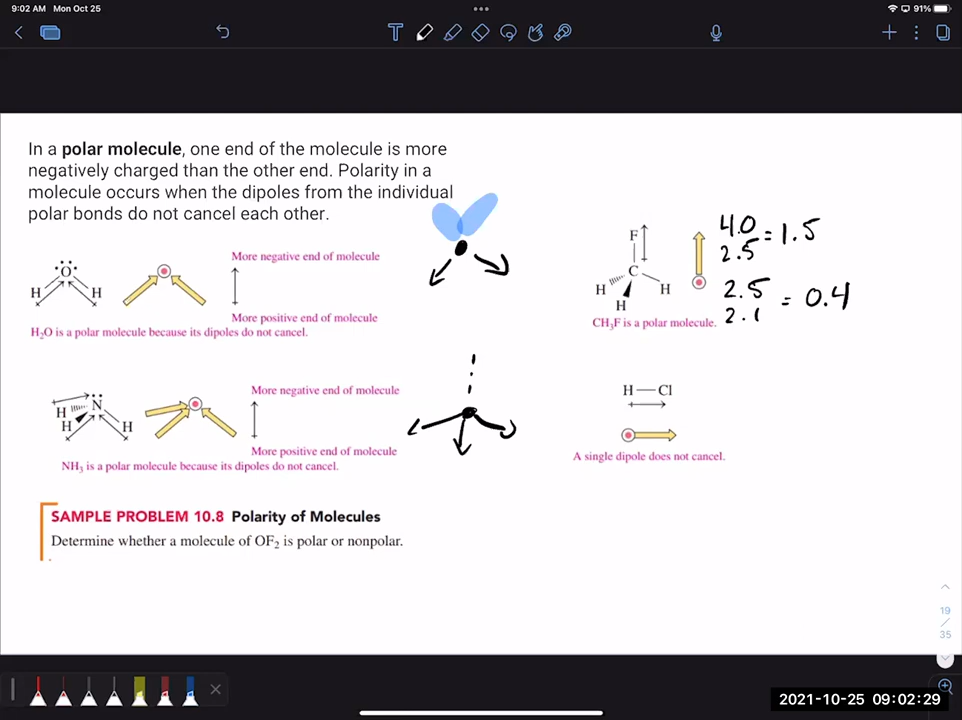 9:02 AM Mon Oct 25
91%
In a polar molecule, one end of the molecule is more
negatively charged than the other end. Polarity in a
molecule occurs when the dipoles from the individual
polar bonds do not cancel each other.
O
H H
More negative end of molecule
More positive end of molecule
H₂O is a polar molecule because its dipoles do not cancel.
F
C
H H
H
CH₃F is a polar molecule.
4.0
2.5
= 1.5
2.5
2.1
= 0.4
N
H
H H
More negative end of molecule
More positive end of molecule
NH₃ is a polar molecule because its dipoles do not cancel.
H—Cl
A single dipole does not cancel.
SAMPLE PROBLEM 10.8 Polarity of Molecules
Determine whether a molecule of OF₂ is polar or nonpolar.
19
/
35
2021-10-25 09:02:29